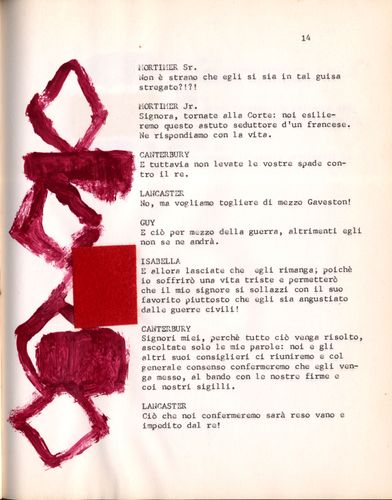 14
MORTIMER Sr.
Non è strano che egli si sia in tal guisa
stregato?!?!
MORTIMER Jr.
Signora, tornate alla Corte: noi esilie-
remo questo astuto seduttore d'un francese.
Ne rispondiamo con la vita.
CANTERBURY
E tuttavia non levate le vostre spade con-
tro il re.
LANCASTER
No, ma vogliamo togliere di mezzo Gaveston!
GUY
E ciò per mezzo della guerra, altrimenti egli
non se ne andrà.
ISABELLA
E allora lasciate che egli rimanga; poichè
io soffrirò una vita triste e permetterò
che il mio signore si sollazzi con il suo
favorito piuttosto che egli sia angustiato
dalle guerre civili!
CANTERBURY
Signori miei, perchè tutto ciò venga risolto,
ascoltate solo le mie parole: noi e gli
altri suoi consiglieri ci riuniremo e col
generale consenso confermeremo che egli ven-
ga messo, al bando con le nostre firme e
coi nostri sigilli.
LANCASTER
Ciò che noi confermeremo sarà reso vano e
impedito dal re!